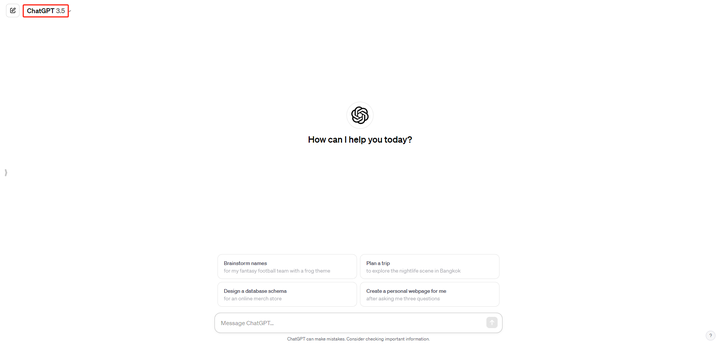 ChatGPT 3.5
How can I help you today?
Brainstorm names
for my fantasy football team with a frog theme
Plan a trip
to explore the nightlife scene in Bangkok
Design a database schema
for an online merch store
Create a personal webpage for me
after asking me three questions
Message ChatGPT...
ChatGPT can make mistakes. Consider checking important information.
?